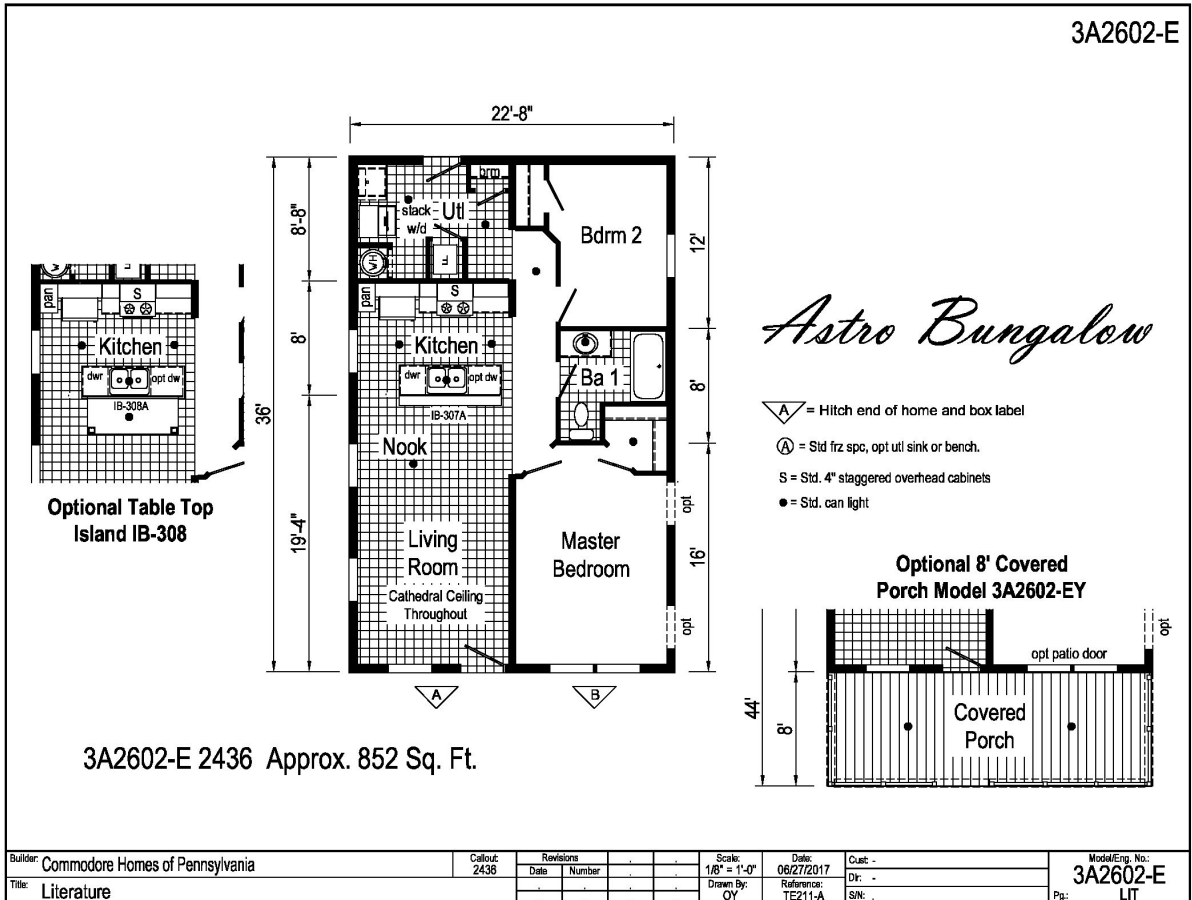 3A2602-E
22'-8"
36'
8'-8"
8'
19'-4"
12'
8'
16'
brm
stack
w/d
Utl
Bdrm 2
WH
pan
S
Kitchen
dwr
opt dw
IB-307A
Ba 1
Nook
Living
Room
Cathedral Ceiling
Throughout
Master
Bedroom
opt
opt
A
B
pan
S
Kitchen
dwr
opt dw
IB-308A
Optional Table Top
Island IB-308
Astro Bungalow
A = Hitch end of home and box label
A = Std frz spc, opt utl sink or bench.
S = Std. 4" staggered overhead cabinets
● = Std. can light
Optional 8' Covered
Porch Model 3A2602-EY
opt patio door
opt
44'
8'
Covered
Porch
3A2602-E 2436 Approx. 852 Sq. Ft.
Builder: Commodore Homes of Pennsylvania
Callout:
2436
Revisions
Date Number
Scale:
1/8" = 1'-0"
Date:
06/27/2017
Cust: -
Model/Eng. No.:
3A2602-E
Title: Literature
Drawn By:
OY
Reference:
TE211-A
Dir: -
S/N: .
Pg.: LIT